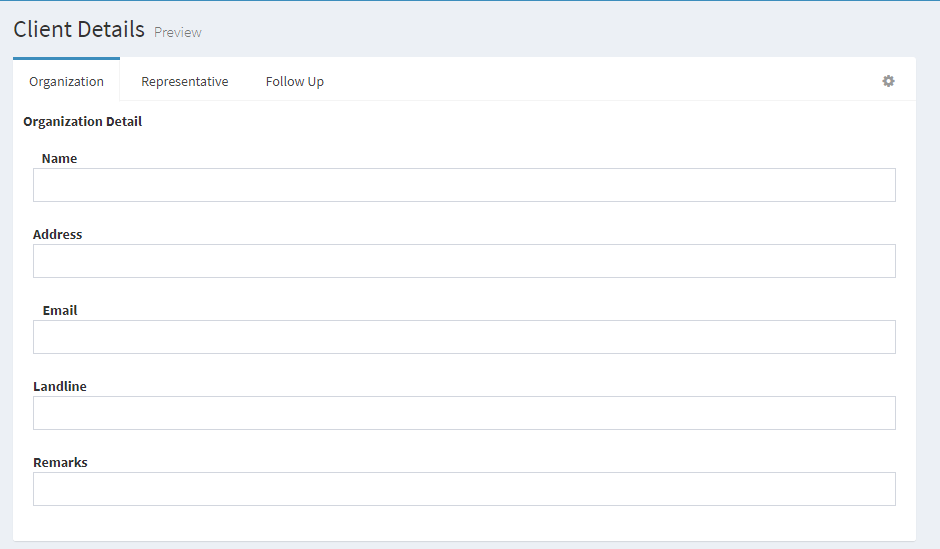 Client Details Preview
Organization Representative Follow Up
Organization Detail
Name
Address
Email
Landline
Remarks